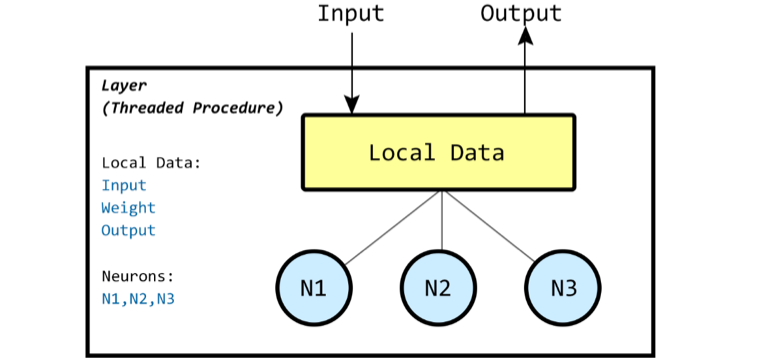 Input
Output
Layer
(Threaded Procedure)
Local Data
Local Data:
Input
Weight
Output
Neurons:
N1,N2,N3
N1
N2
N3